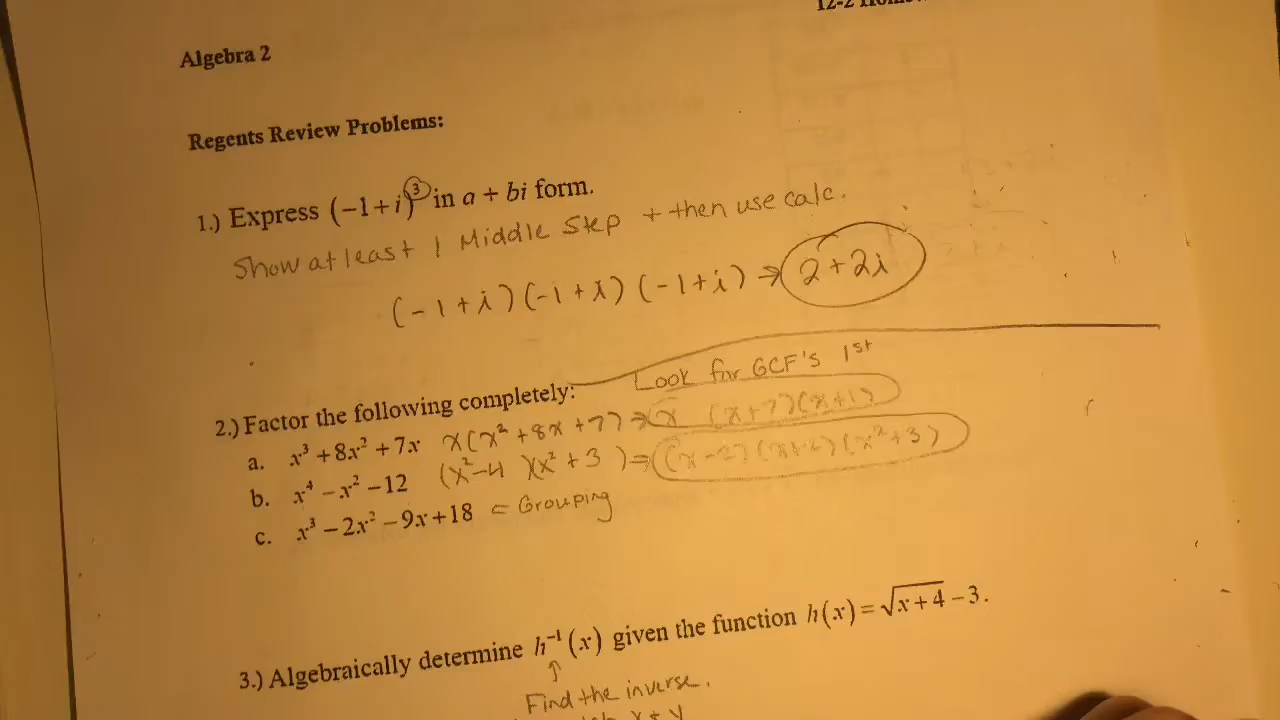 12-2
Algebra 2
Regents Review Problems:
1.) Express (-1+i)³ in a + bi form.
Show at least 1 Middle Step + then use calc.
(-1+i)(-1+i)(-1+i) → 2+2i
Look for GCF's 1st
2.) Factor the following completely:
a. x³ + 8x² + 7x x(x² + 8x + 7) → x (x+7)(x+1)
b. x⁴ - x² - 12 (x²-4)(x²+3) ⇒ (x-2)(x+2)(x²+3)
c. x³ - 2x² - 9x + 18 = Grouping
3.) Algebraically determine h⁻¹(x) given the function h(x) = √x+4 - 3.
↑
Find the inverse.
x + y